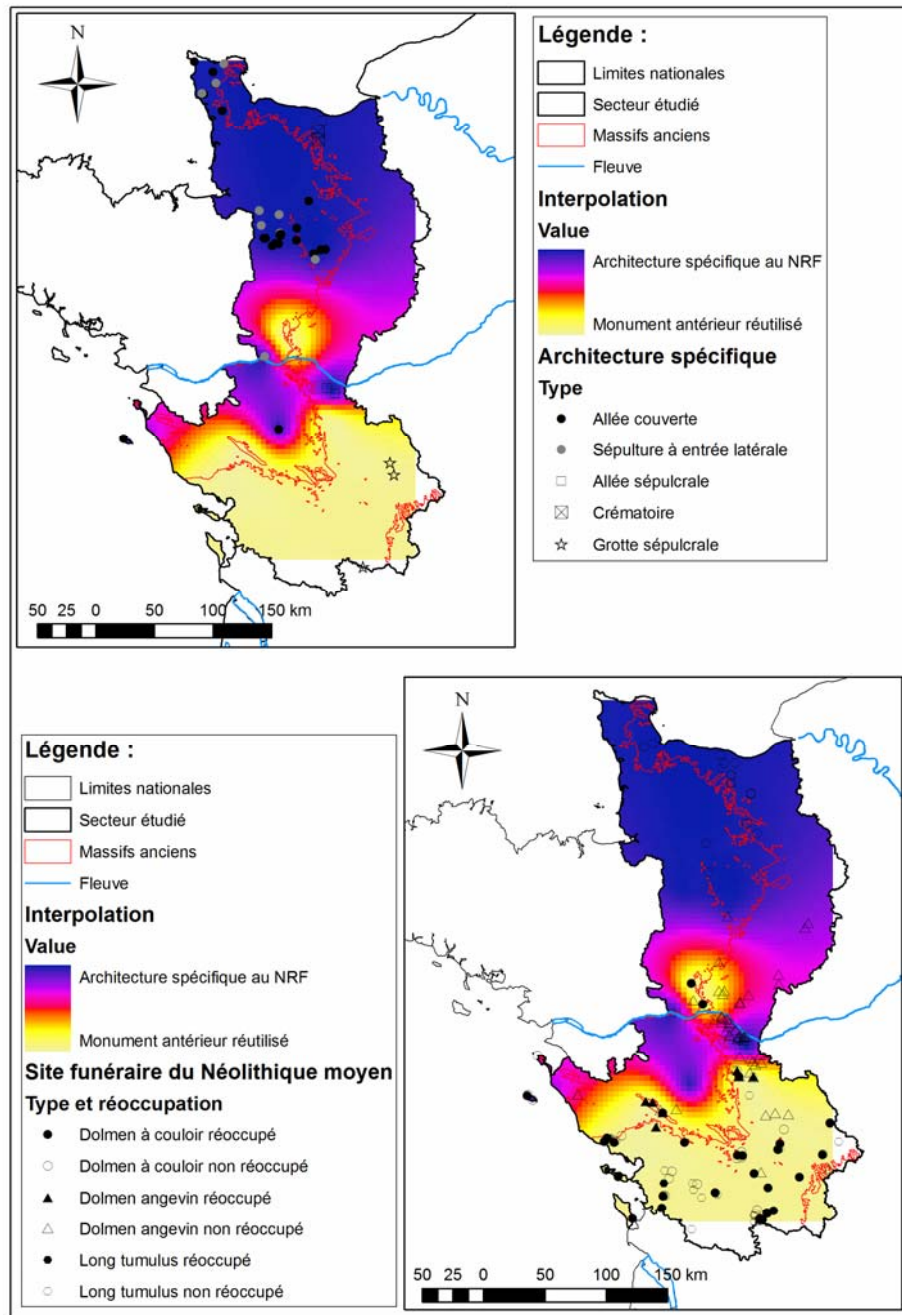 N
50 25 0 50 100 150 km
Légende :
Limites nationales
Secteur étudié
Massifs anciens
Fleuve
Interpolation
Value
Architecture spécifique au NRF
Monument antérieur réutilisé
Architecture spécifique
Type
Allée couverte
Sépulture à entrée latérale
Allée sépulcrale
Crématoire
Grotte sépulcrale
Légende :
Limites nationales
Secteur étudié
Massifs anciens
Fleuve
Interpolation
Value
Architecture spécifique au NRF
Monument antérieur réutilisé
Site funéraire du Néolithique moyen
Type et réoccupation
Dolmen à couloir réoccupé
Dolmen à couloir non réoccupé
Dolmen angevin réoccupé
Dolmen angevin non réoccupé
Long tumulus réoccupé
Long tumulus non réoccupé
N
50 25 0 50 100 150 km